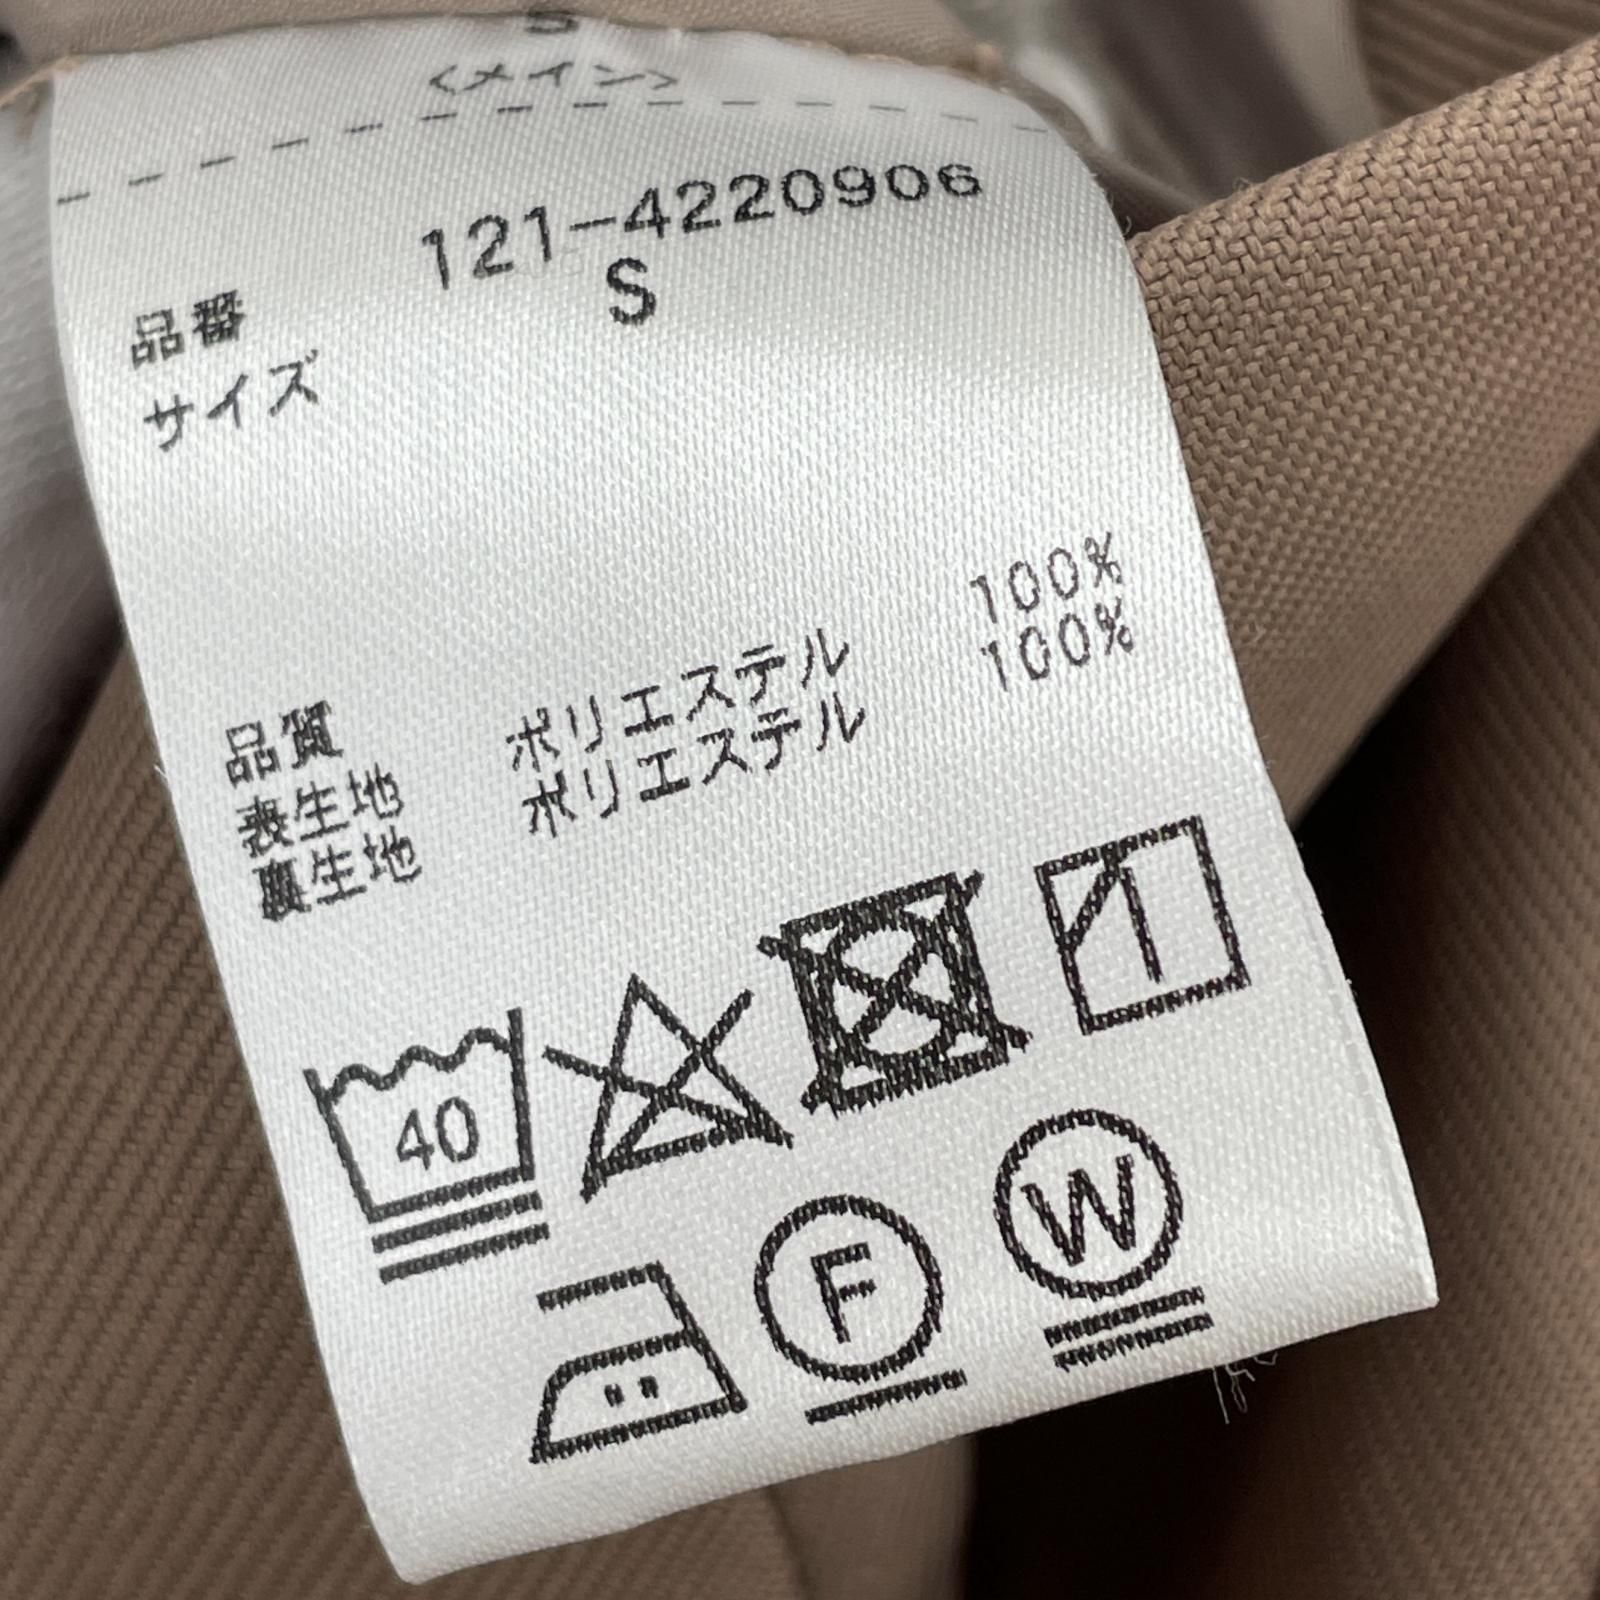 S
<メイン>
品番 121-4220906
サイズ S
品質
表生地 ポリエステル 100%
裏生地 ポリエステル 100%
40
F
W